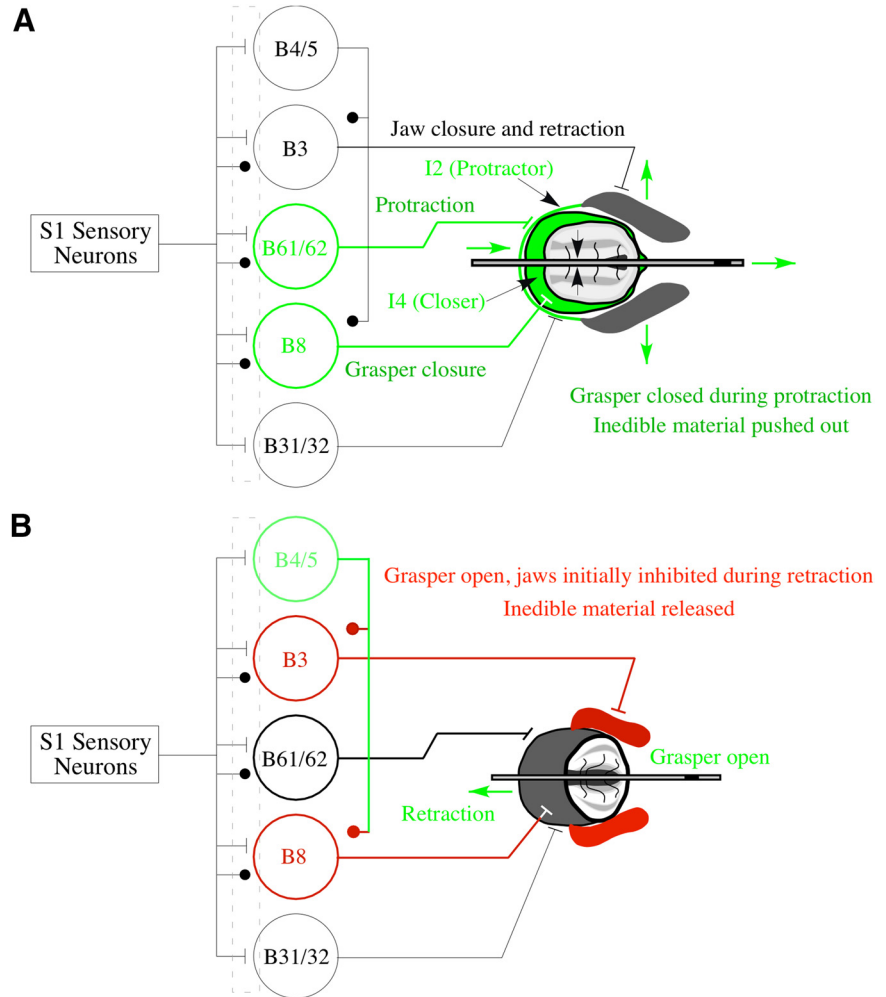 A
B4/5
B3
Jaw closure and retraction
I2 (Protractor)
Protraction
S1 Sensory
Neurons
B61/62
I4 (Closer)
B8
Grasper closure
Grasper closed during protraction
Inedible material pushed out
B31/32
B
B4/5
Grasper open, jaws initially inhibited during retraction
Inedible material released
B3
S1 Sensory
Neurons
B61/62
Grasper open
Retraction
B8
B31/32